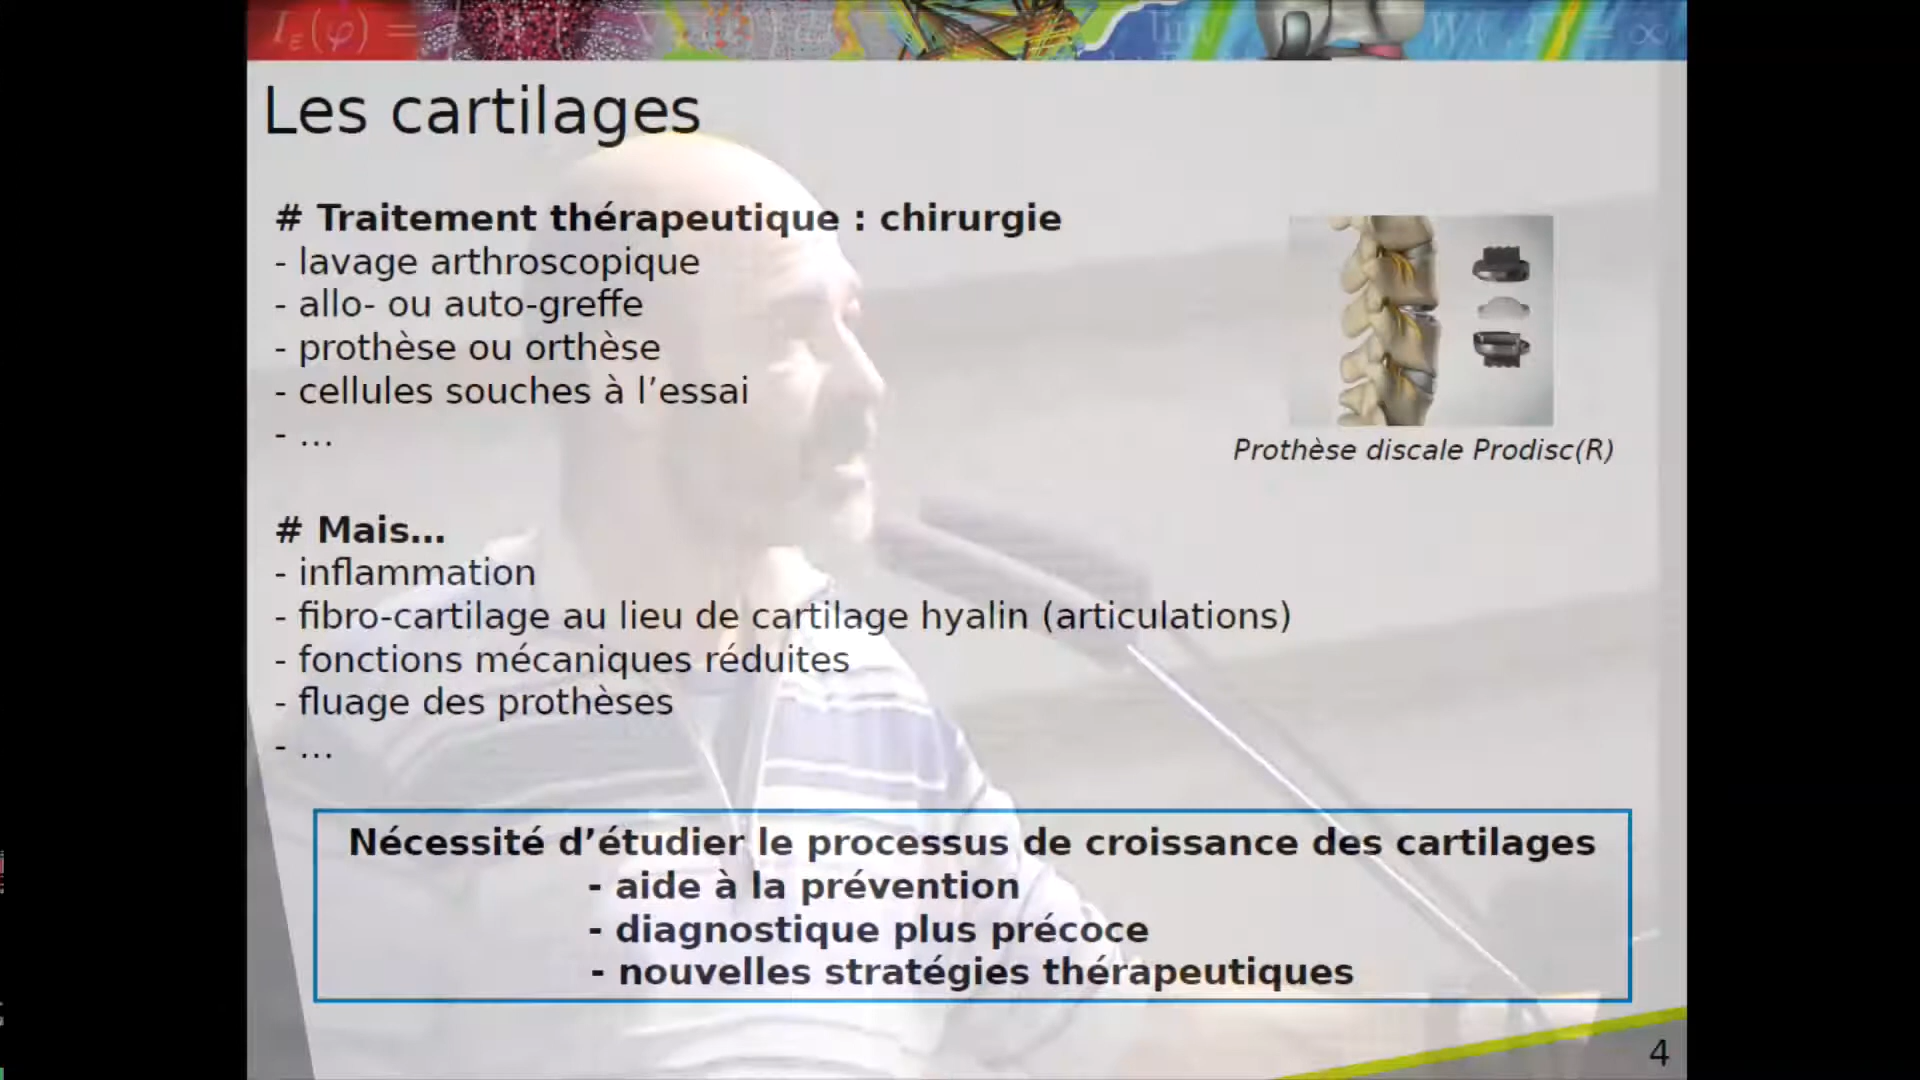 Les cartilages
# Traitement thérapeutique : chirurgie
- lavage arthroscopique
- allo- ou auto-greffe
- prothèse ou orthèse
- cellules souches à l’essai
- ...
Prothèse discale Prodisc(R)
# Mais...
- inflammation
- fibro-cartilage au lieu de cartilage hyalin (articulations)
- fonctions mécaniques réduites
- fluage des prothèses
- ...
Nécessité d’étudier le processus de croissance des cartilages
- aide à la prévention
- diagnostique plus précoce
- nouvelles stratégies thérapeutiques
4